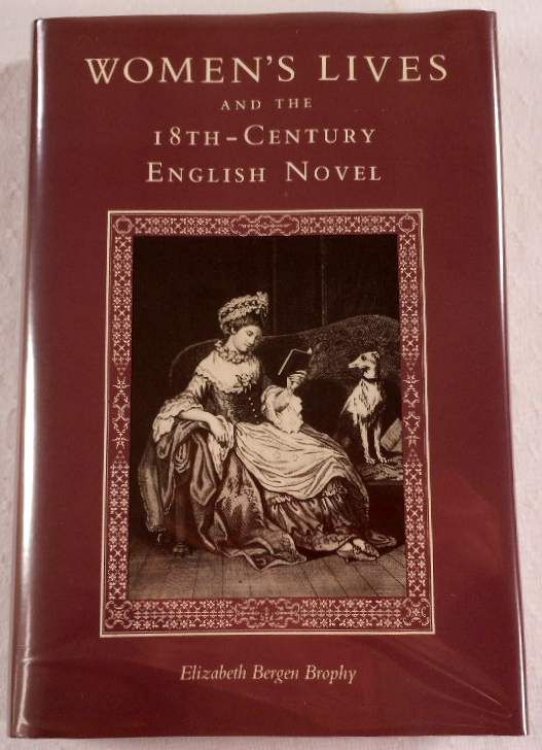 WOMEN'S LIVES
AND THE
18TH-CENTURY
ENGLISH NOVEL
Elizabeth Bergen Brophy